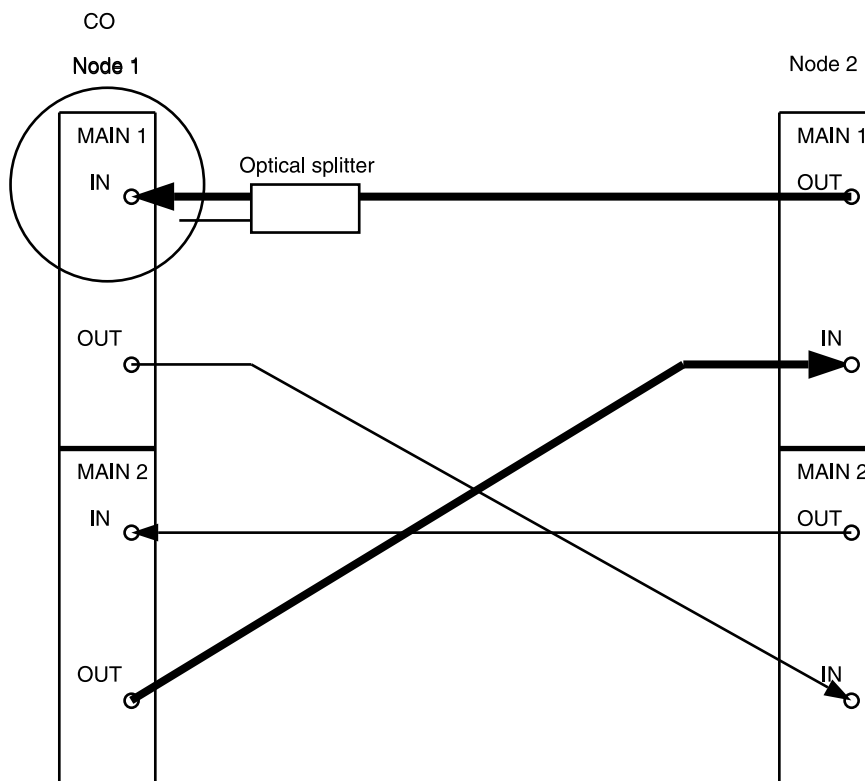 CO
Node 1
Node 2
MAIN 1
MAIN 1
Optical splitter
IN
OUT
OUT
IN
MAIN 2
MAIN 2
IN
OUT
OUT
IN